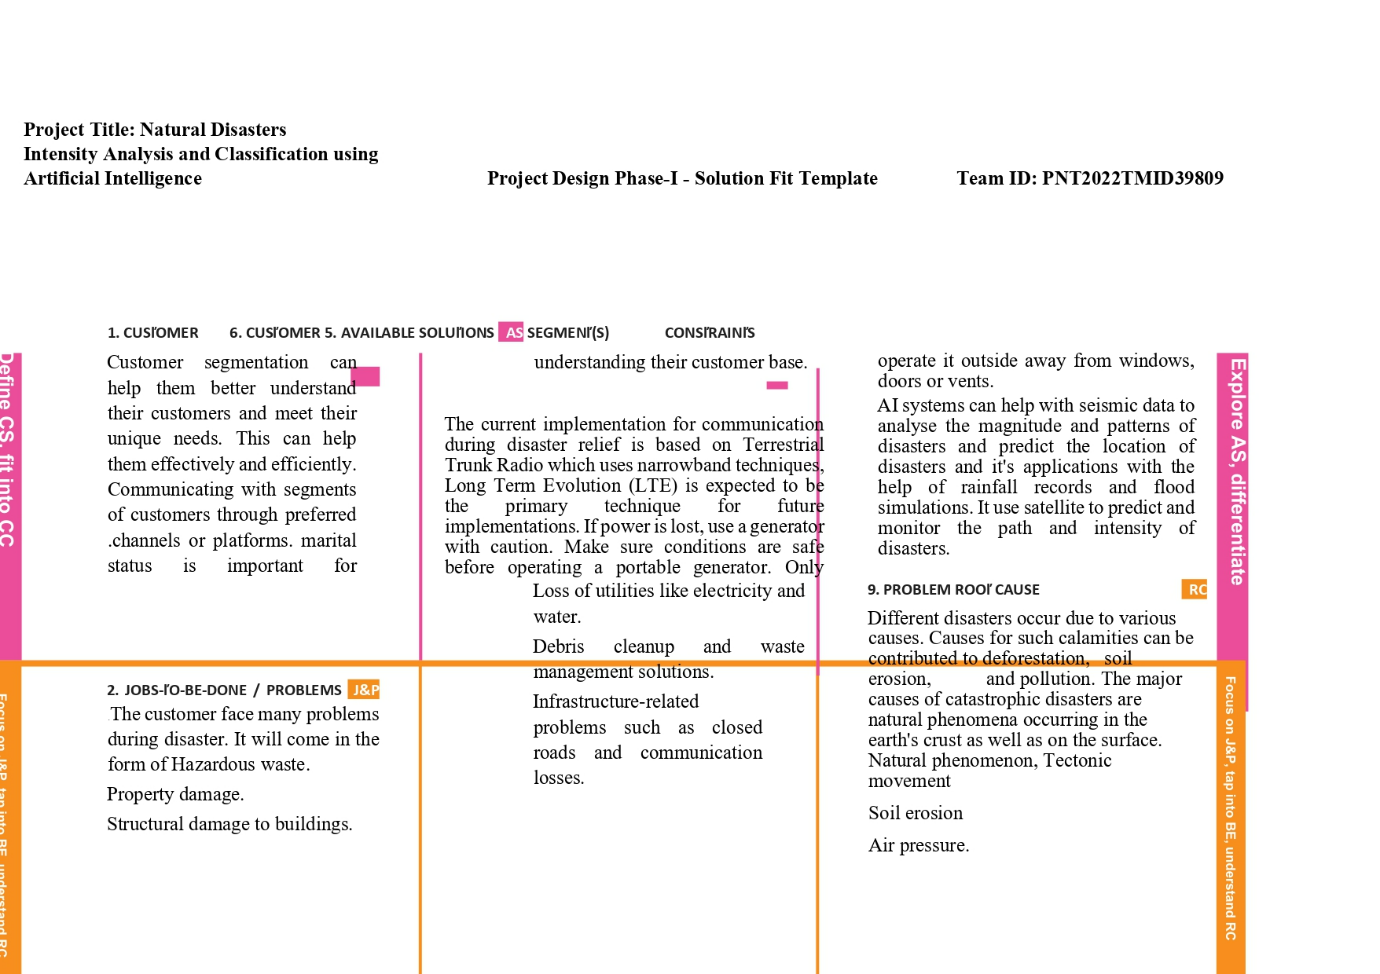 Project Title: Natural Disasters
Intensity Analysis and Classification using
Artificial Intelligence
Project Design Phase-I - Solution Fit Template
Team ID: PNT2022TMID39809
1. CUSTOMER 6. CUSTOMER 5. AVAILABLE SOLUTIONS AS SEGMENT(S) CONSTRAINTS
Define CS, fit into CC
Customer segmentation can
help them better understand
their customers and meet their
unique needs. This can help
them effectively and efficiently.
Communicating with segments
of customers through preferred
.channels or platforms. marital
status is important for
understanding their customer base.
The current implementation for communication
during disaster relief is based on Terrestrial
Trunk Radio which uses narrowband techniques,
Long Term Evolution (LTE) is expected to be
the primary technique for future
implementations. If power is lost, use a generator
with caution. Make sure conditions are safe
before operating a portable generator. Only
operate it outside away from windows,
doors or vents.
AI systems can help with seismic data to
analyse the magnitude and patterns of
disasters and predict the location of
disasters and it's applications with the
help of rainfall records and flood
simulations. It use satellite to predict and
monitor the path and intensity of
disasters.
Explore AS, differentiate
2. JOBS-TO-BE-DONE / PROBLEMS J&P
The customer face many problems
during disaster. It will come in the
form of Hazardous waste.
Property damage.
Structural damage to buildings.
Loss of utilities like electricity and
water.
Debris cleanup and waste
management solutions.
Infrastructure-related
problems such as closed
roads and communication
losses.
9. PROBLEM ROOT CAUSE RC
Different disasters occur due to various
causes. Causes for such calamities can be
contributed to deforestation, soil
erosion, and pollution. The major
causes of catastrophic disasters are
natural phenomena occurring in the
earth's crust as well as on the surface.
Natural phenomenon, Tectonic
movement
Soil erosion
Air pressure.
Focus on J&P, tap into BE, understand RC
Focus on J&P, tap into BE, understand RC